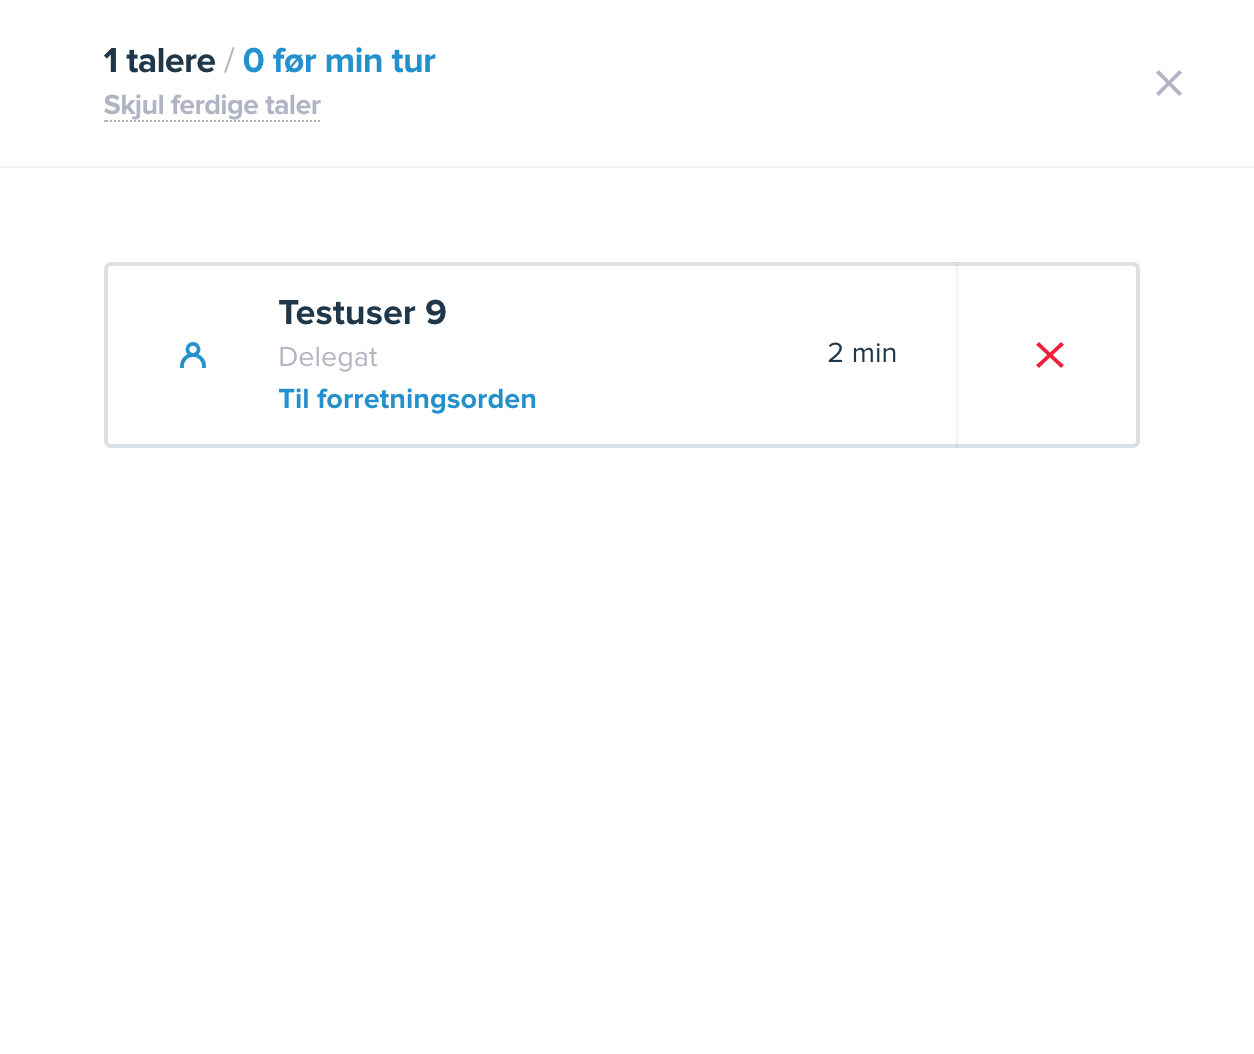 1 talere / 0 før min tur
Skjul ferdige taler
Testuser 9
Delegat
2 min
Til forretningsorden